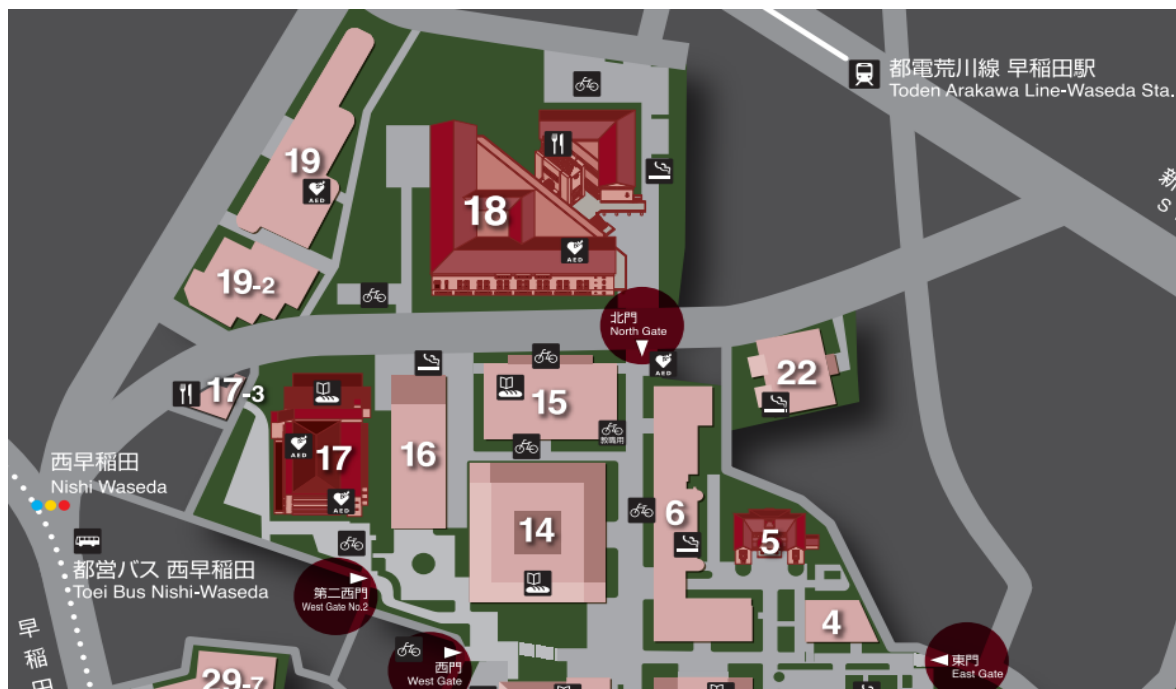 都電荒川線 早稲田駅
Toden Arakawa Line-Waseda Sta.
19
AED
18
AED
19-2
北門
North Gate
AED
22
17-3
15
教職用
AED
17
AED
16
西早稲田
Nishi Waseda
14
6
5
都営バス 西早稲田
Toei Bus Nishi-Waseda
第二西門
West Gate No.2
4
早
稲
田
西門
West Gate
東門
East Gate
29-7